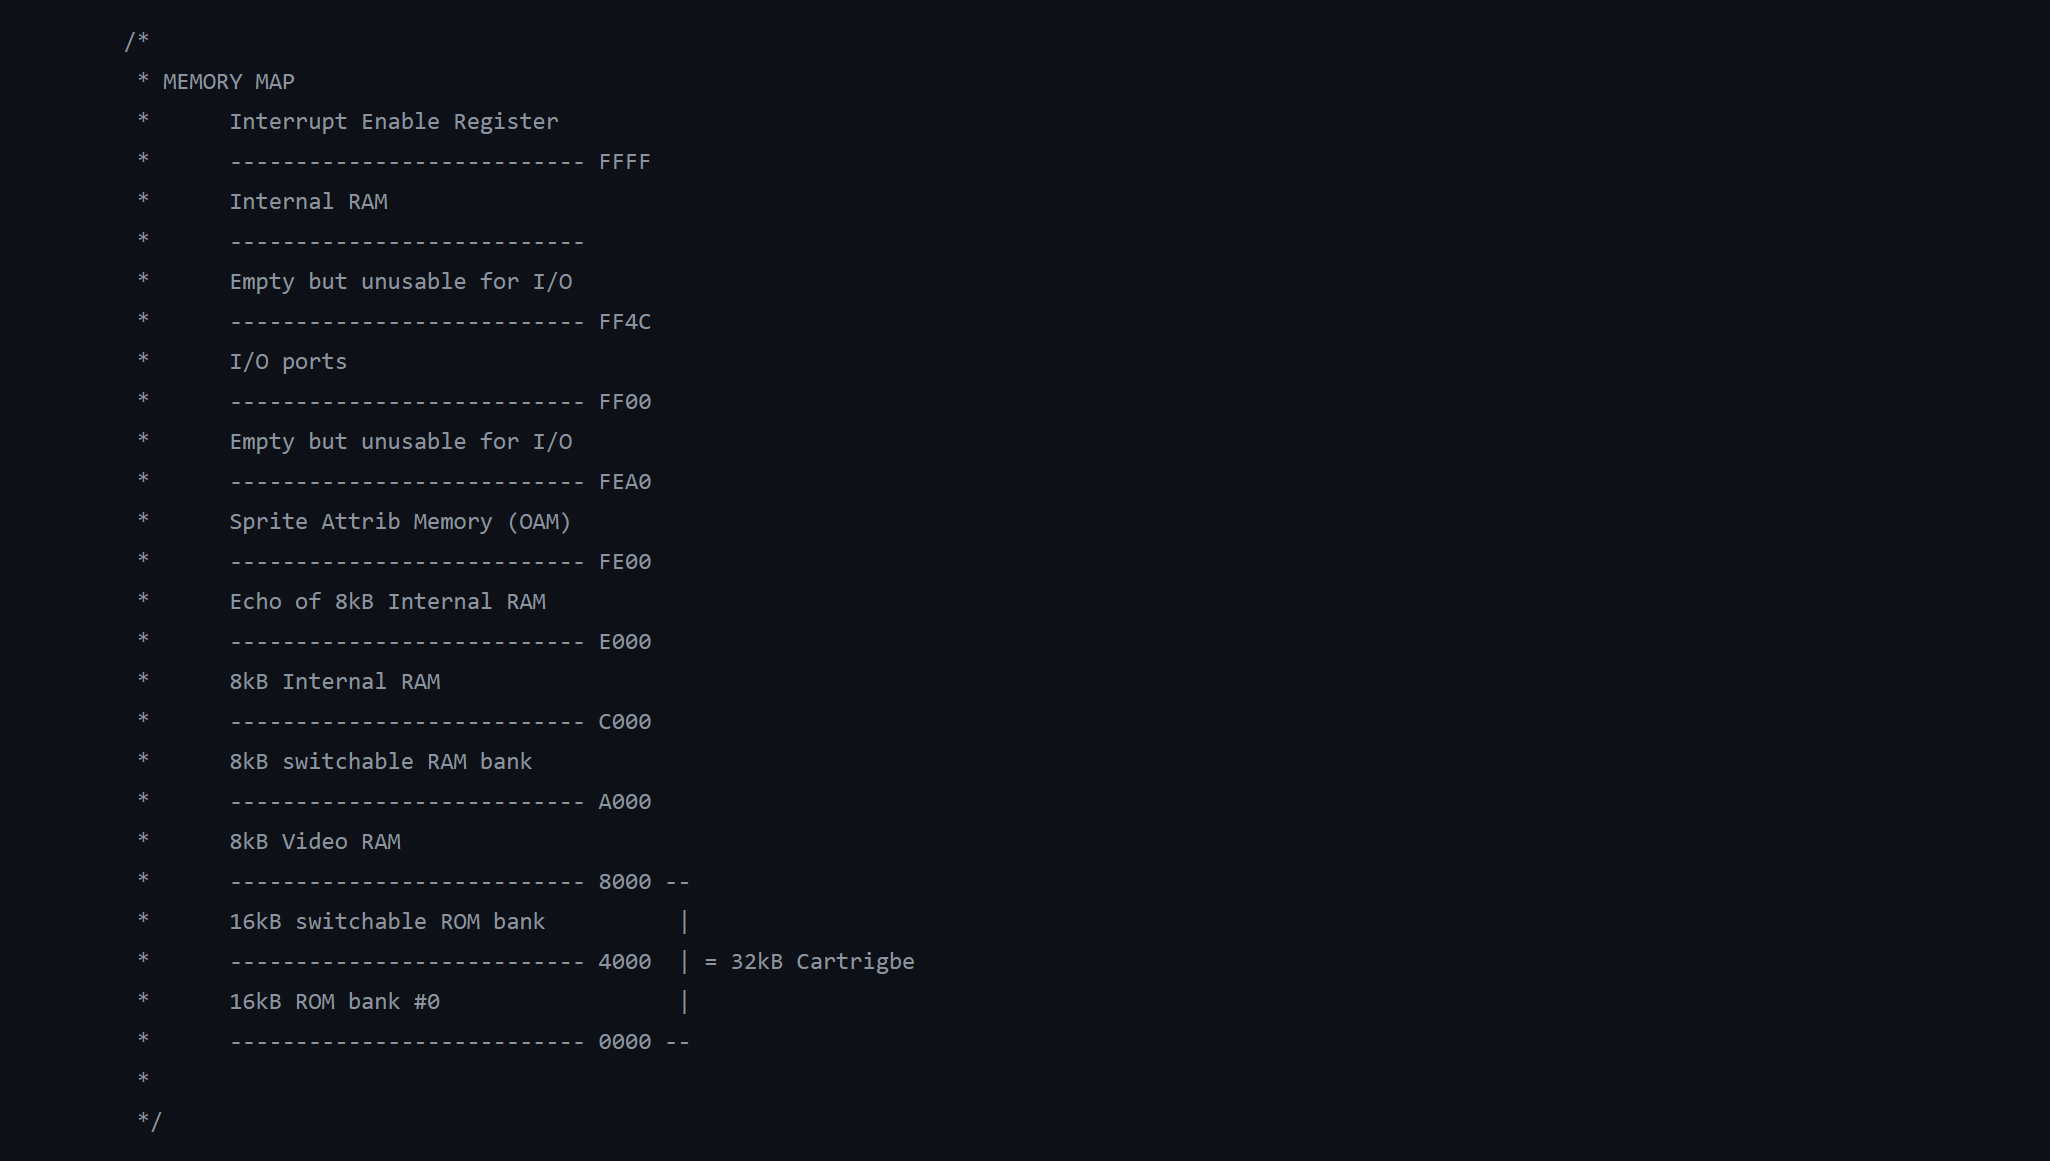 /*
 * MEMORY MAP
 *      Interrupt Enable Register
 *      --------------------------- FFFF
 *      Internal RAM
 *      ---------------------------
 *      Empty but unusable for I/O
 *      --------------------------- FF4C
 *      I/O ports
 *      --------------------------- FF00
 *      Empty but unusable for I/O
 *      --------------------------- FEA0
 *      Sprite Attrib Memory (OAM)
 *      --------------------------- FE00
 *      Echo of 8kB Internal RAM
 *      --------------------------- E000
 *      8kB Internal RAM
 *      --------------------------- C000
 *      8kB switchable RAM bank
 *      --------------------------- A000
 *      8kB Video RAM
 *      --------------------------- 8000 --
 *      16kB switchable ROM bank          |
 *      --------------------------- 4000  | = 32kB Cartrigbe
 *      16kB ROM bank #0                  |
 *      --------------------------- 0000 --
 *
 */